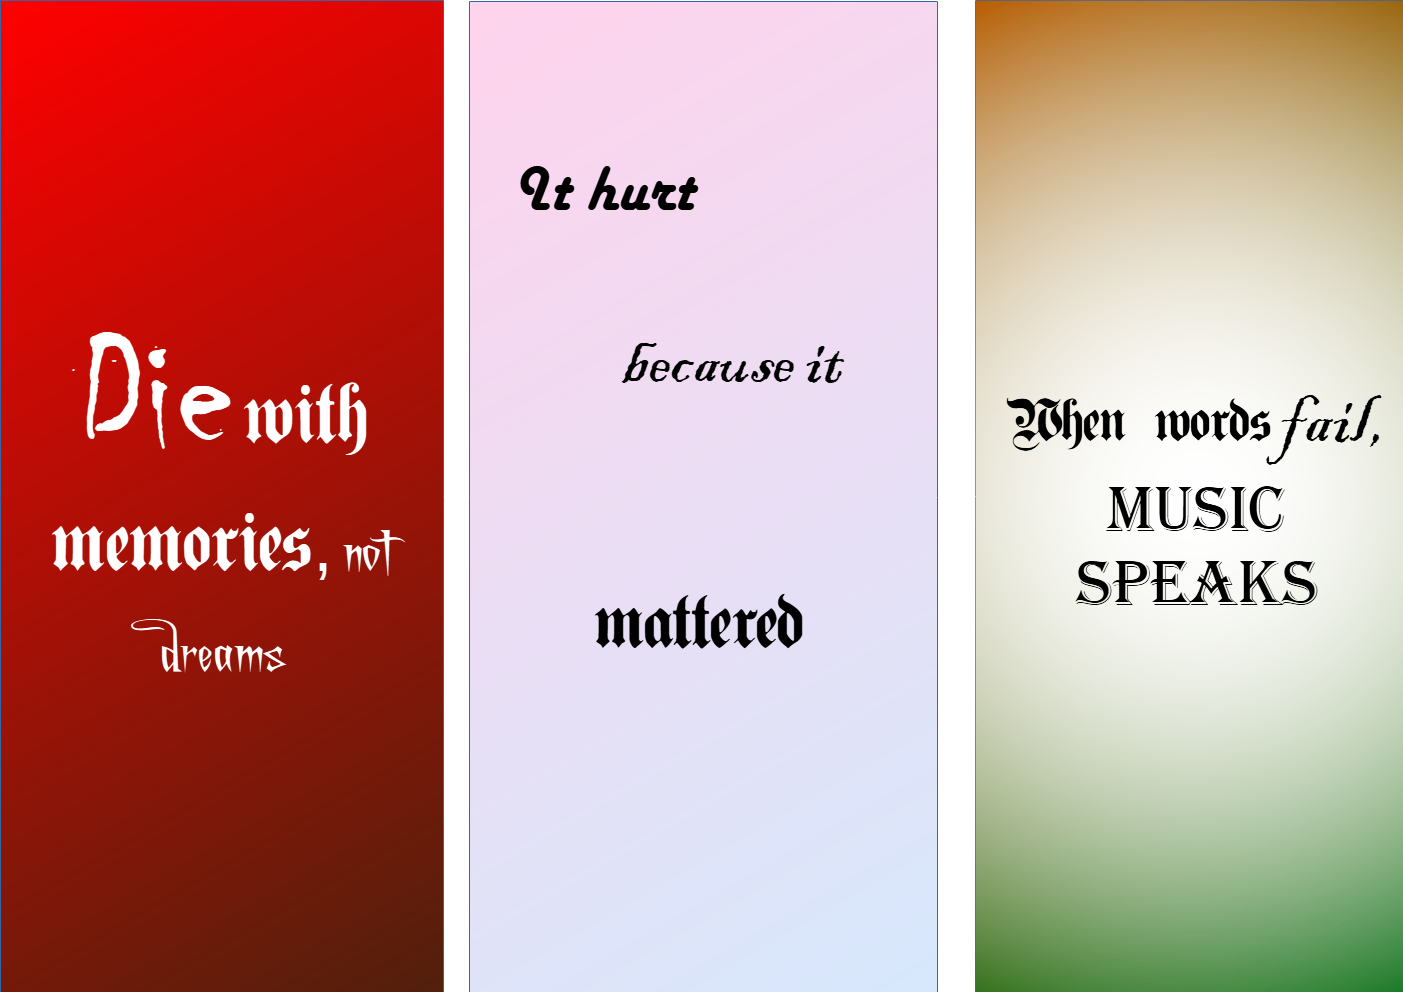 Die with
memories, not
dreams
It hurt
because it
mattered
When words fail,
MUSIC
SPEAKS